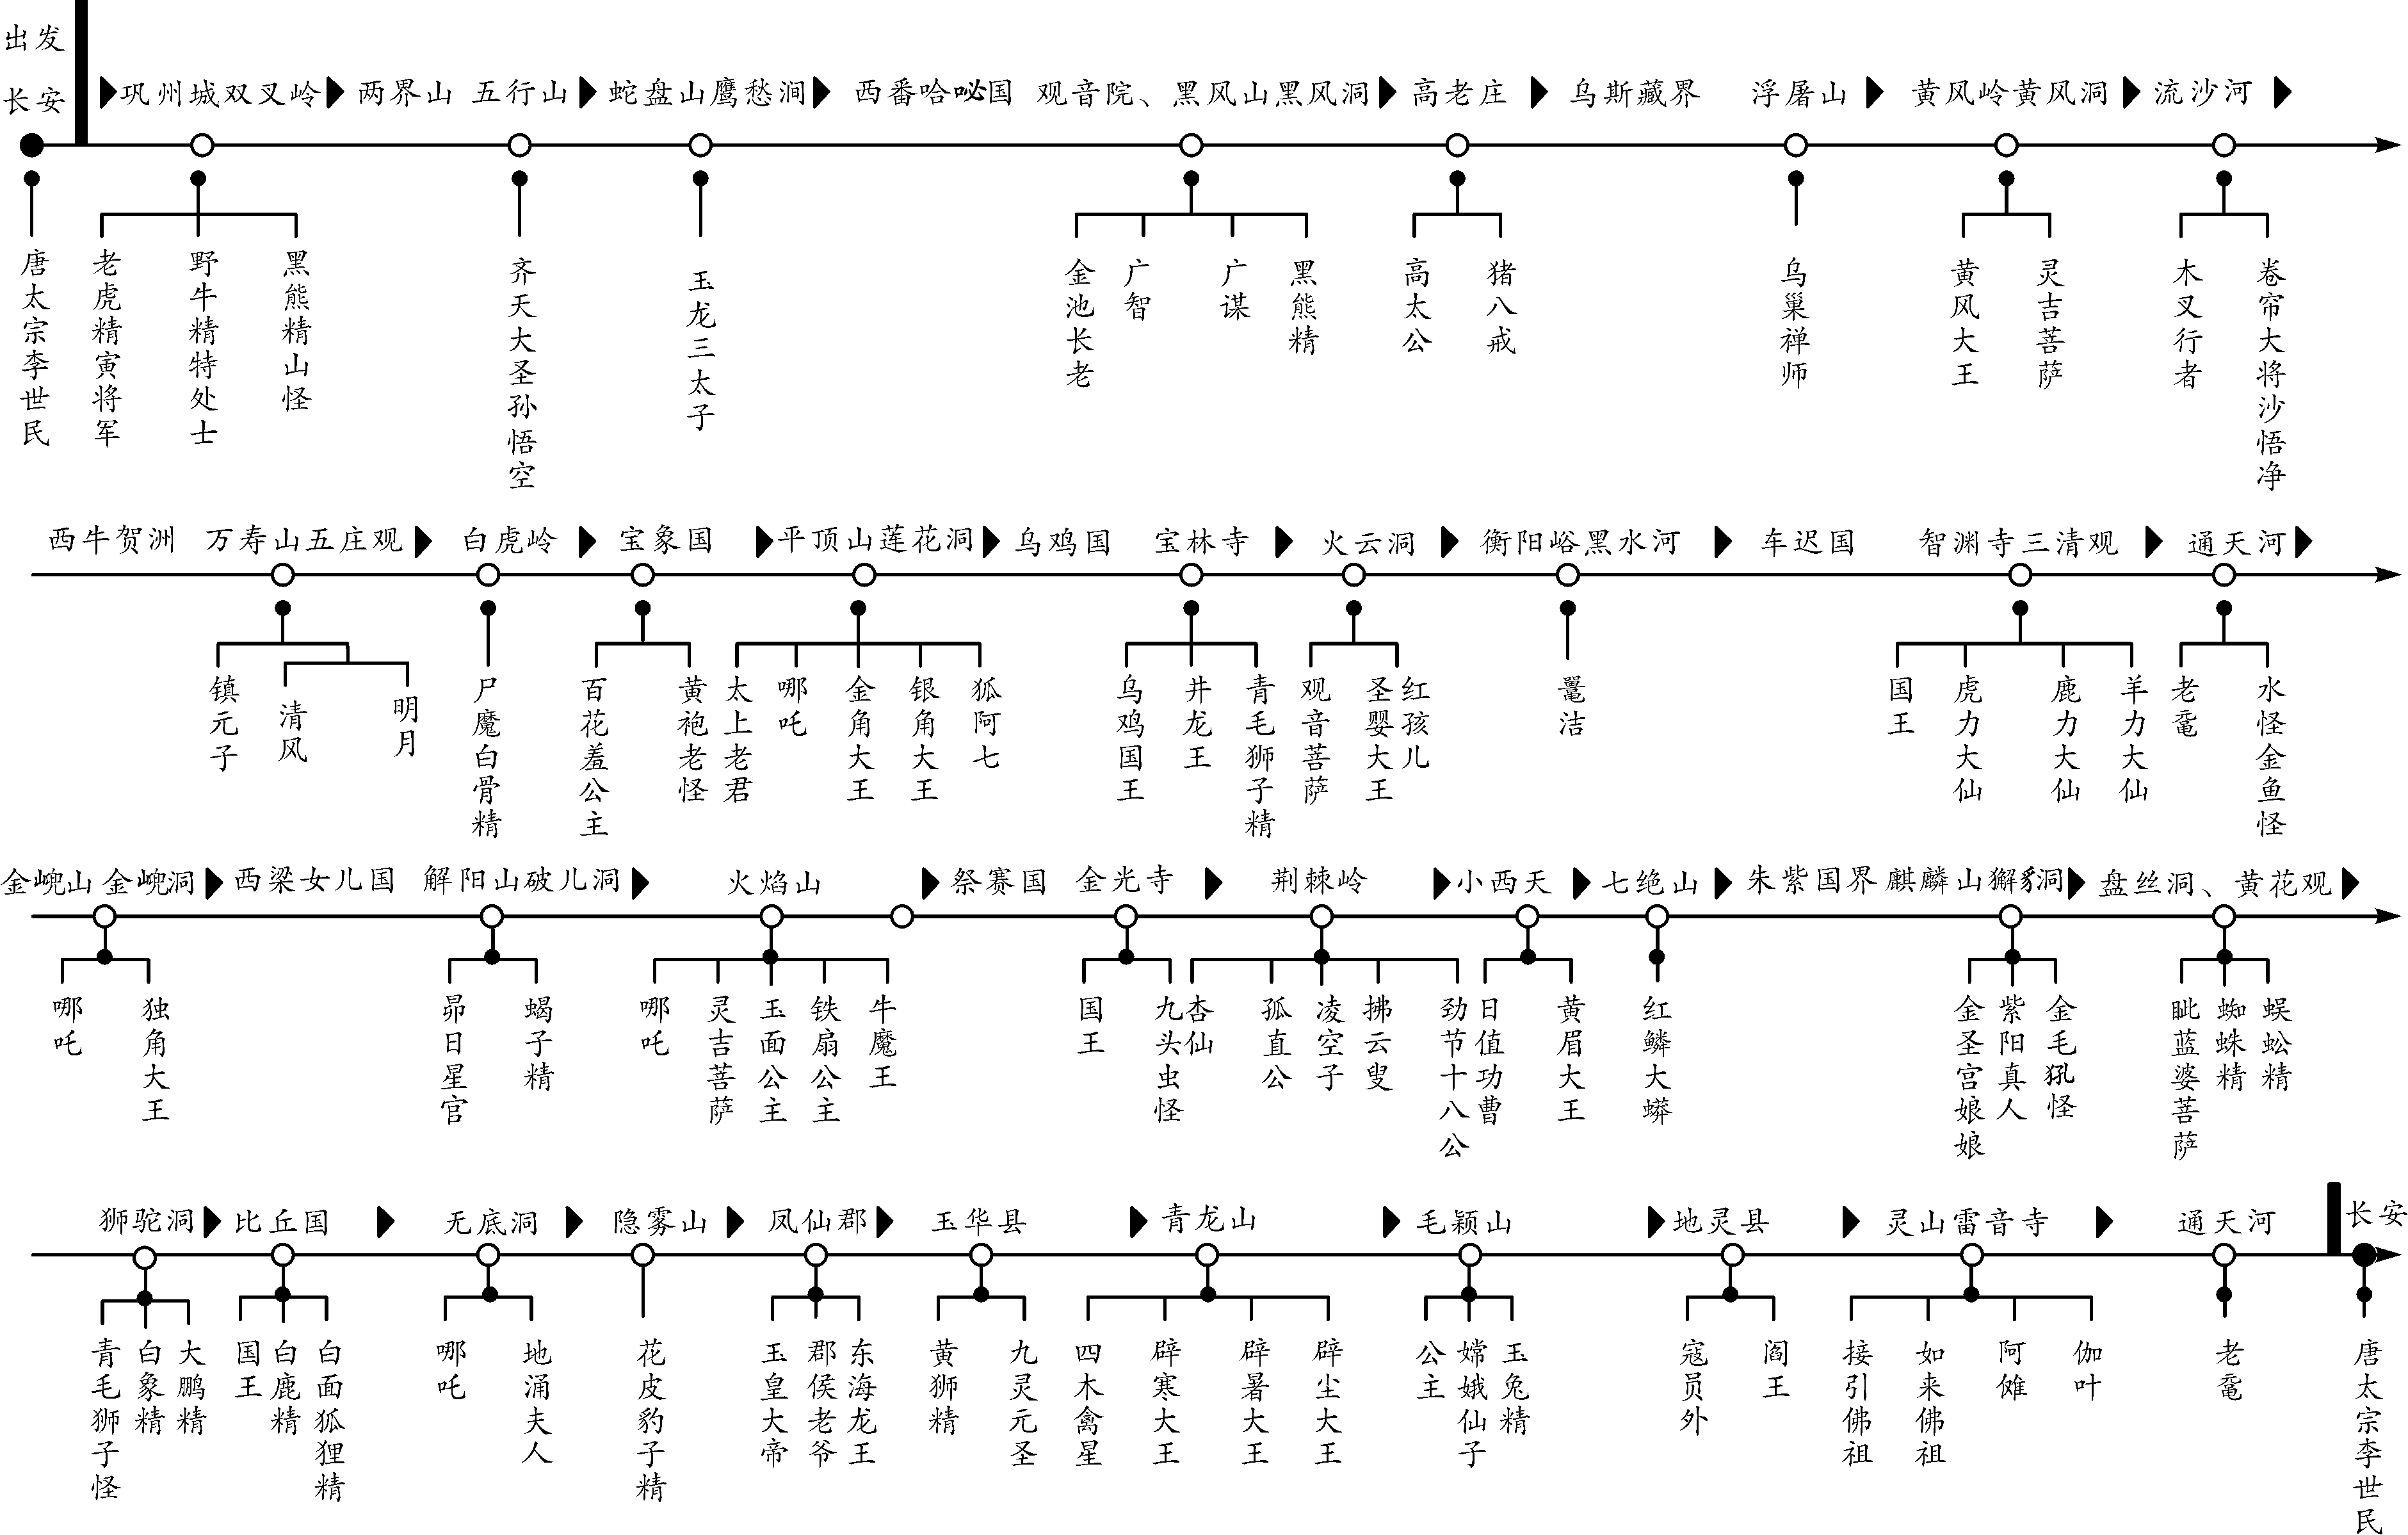 出发
长安
巩州城双叉岭
两界山 五行山
蛇盘山鹰愁涧
西番哈咇国 观音院、黑风山黑风洞
高老庄
乌斯藏界 浮屠山
黄风岭黄风洞
流沙河
唐太宗李世民
老虎精寅将军
野牛精特处士
黑熊精山怪
齐天大圣孙悟空
玉龙三太子
金池长老
广智
广谋
黑熊精
高太公
猪八戒
乌巢禅师
黄风大王
灵吉菩萨
木叉行者
卷帘大将沙悟净
西牛贺洲 万寿山五庄观
白虎岭
宝象国
平顶山莲花洞
乌鸡国 宝林寺
火云洞
衡阳峪黑水河
车迟国 智渊寺三清观
通天河
镇元子
清风
明月
尸魔白骨精
百花羞公主
黄袍老怪
太上老君
哪吒
金角大王
银角大王
狐阿七
乌鸡国王
井龙王
青毛狮子精
观音菩萨
圣婴大王
红孩儿
鼍洁
国王
虎力大仙
鹿力大仙
羊力大仙
老鼋
水怪金鱼怪
金𠒋山 金𠒋洞
西梁女儿国 解阳山破儿洞
火焰山
祭赛国 金光寺
荆棘岭
小西天
七绝山
朱紫国界麒麟山獬豸洞
盘丝洞、黄花观
哪吒
独角大王
昴日星官
蝎子精
哪吒
灵吉菩萨
玉面公主
铁扇公主
牛魔王
国王
九头虫怪
杏仙
孤直公
凌空子
拂云叟
劲节十八公
日值功曹
黄眉大王
红鳞大蟒
金圣宫娘娘
紫阳真人
金毛犼怪
毗蓝婆菩萨
蜘蛛精
蜈蚣精
狮驼洞
比丘国
无底洞
隐雾山
凤仙郡
玉华县
青龙山
毛颖山
地灵县
灵山雷音寺
通天河
长安
青毛狮子怪
白象精
大鹏精
国王
白鹿精
白面狐狸精
哪吒
地涌夫人
花皮豹子精
玉皇大帝
郡侯老爷
东海龙王
黄狮精
九灵元圣
四木禽星
辟寒大王
辟暑大王
辟尘大王
公主
嫦娥仙子
玉兔精
寇员外
阎王
接引佛祖
如来佛祖
阿傩
伽叶
老鼋
唐太宗李世民